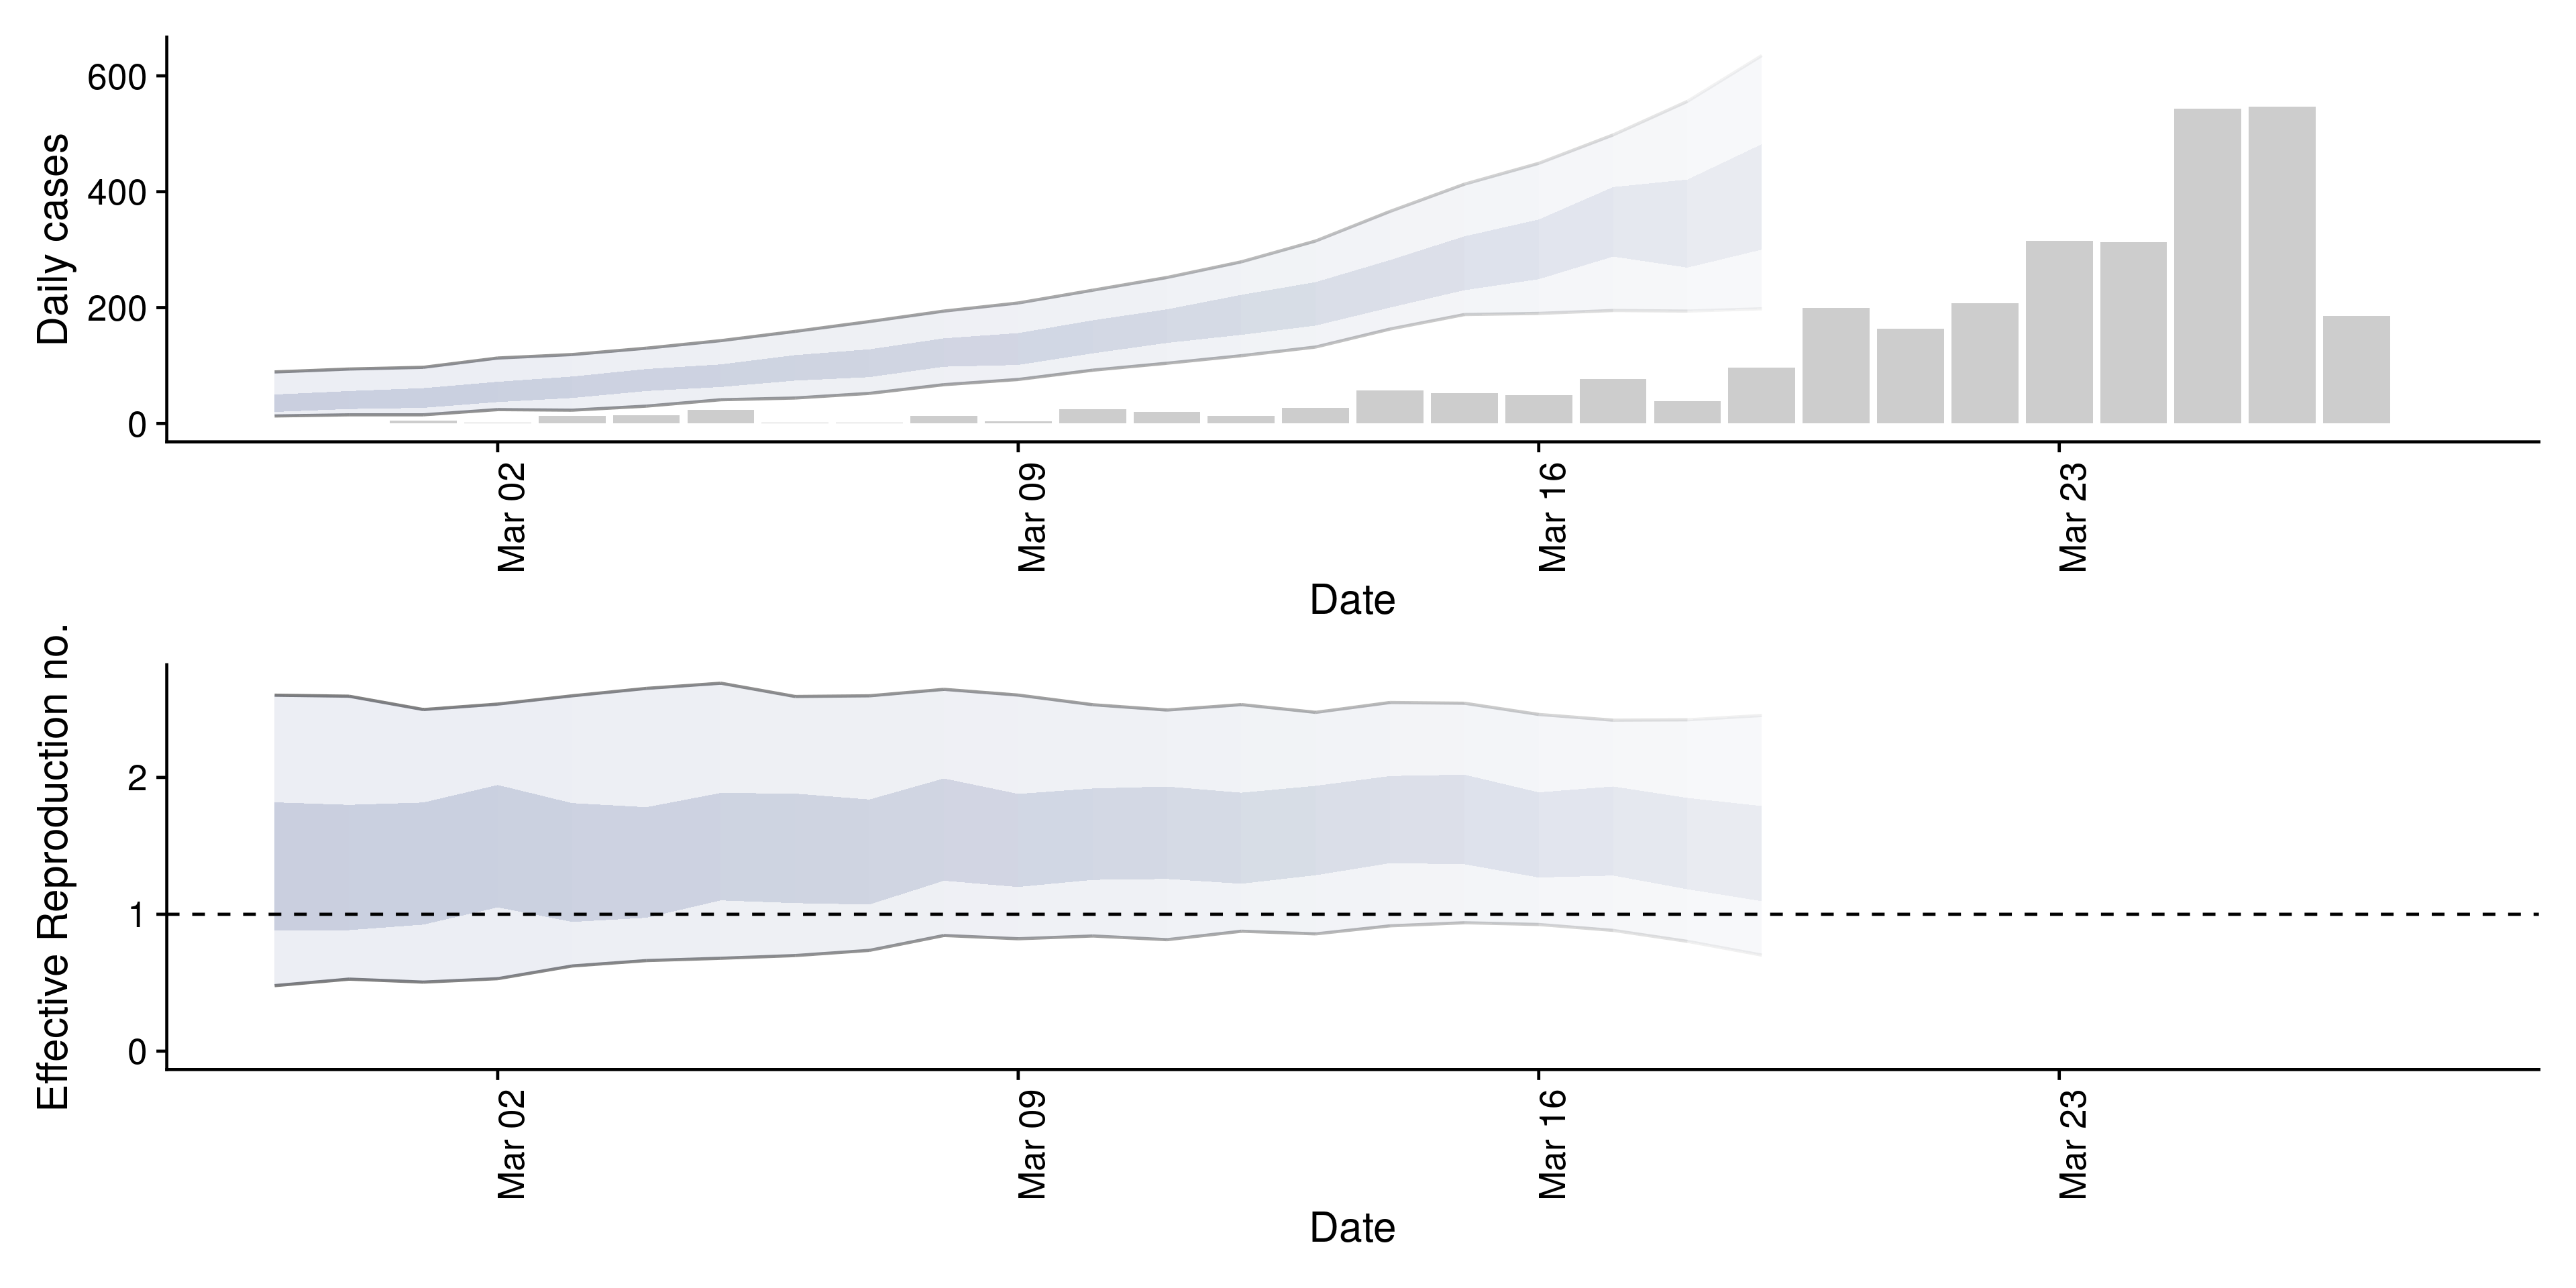 Daily cases
600
400
200
0
Mar 02
Mar 09
Mar 16
Mar 23
Date
Effective Reproduction no.
2
1
0
Mar 02
Mar 09
Mar 16
Mar 23
Date